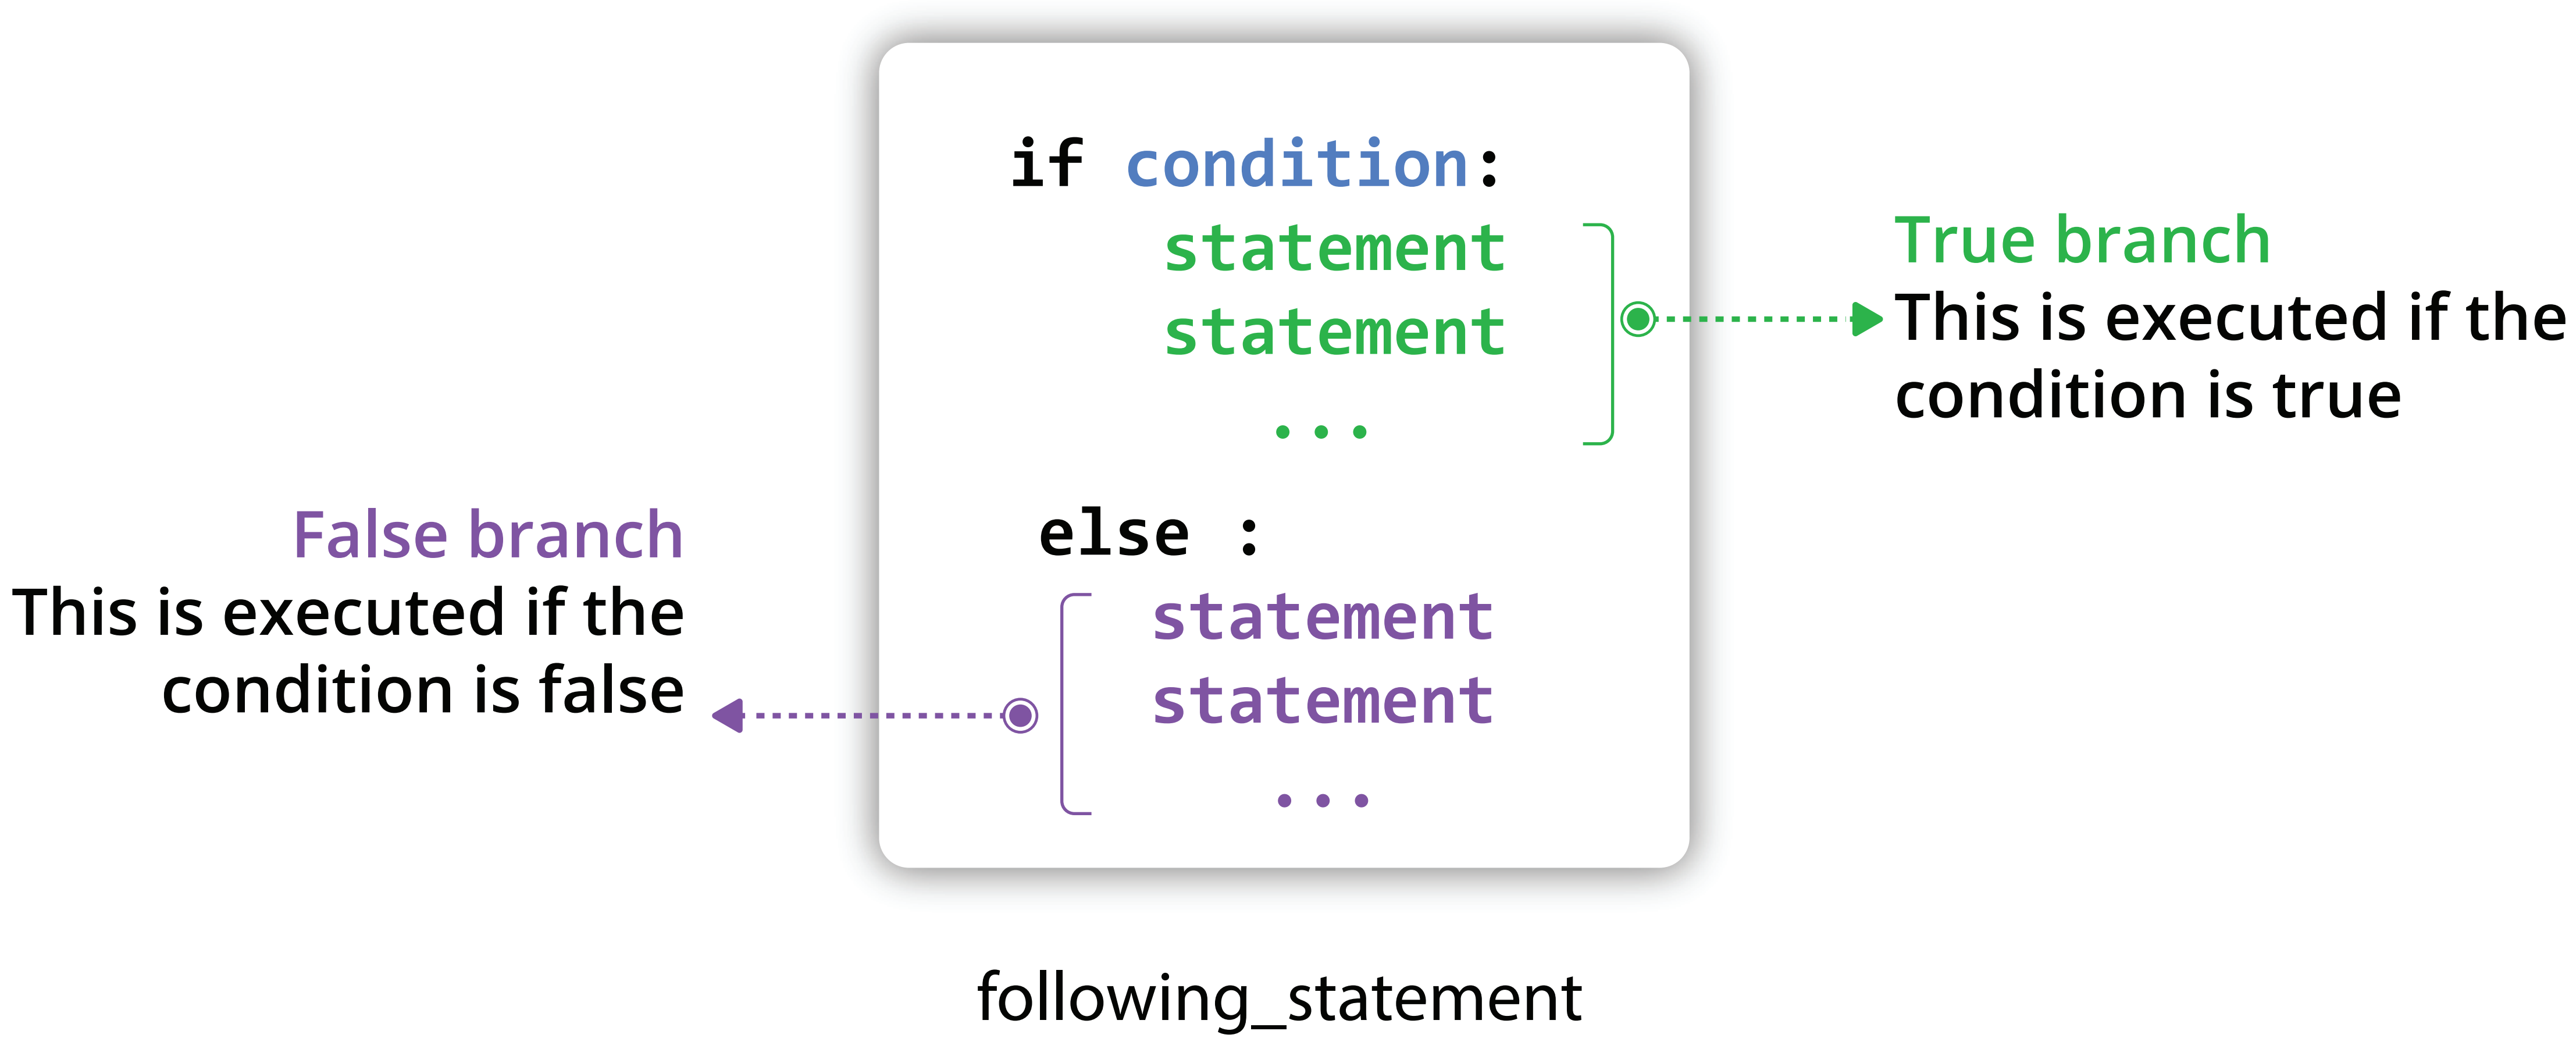 if condition:
statement
statement
...
else :
statement
statement
...
True branch
This is executed if the
condition is true
False branch
This is executed if the
condition is false
following_statement